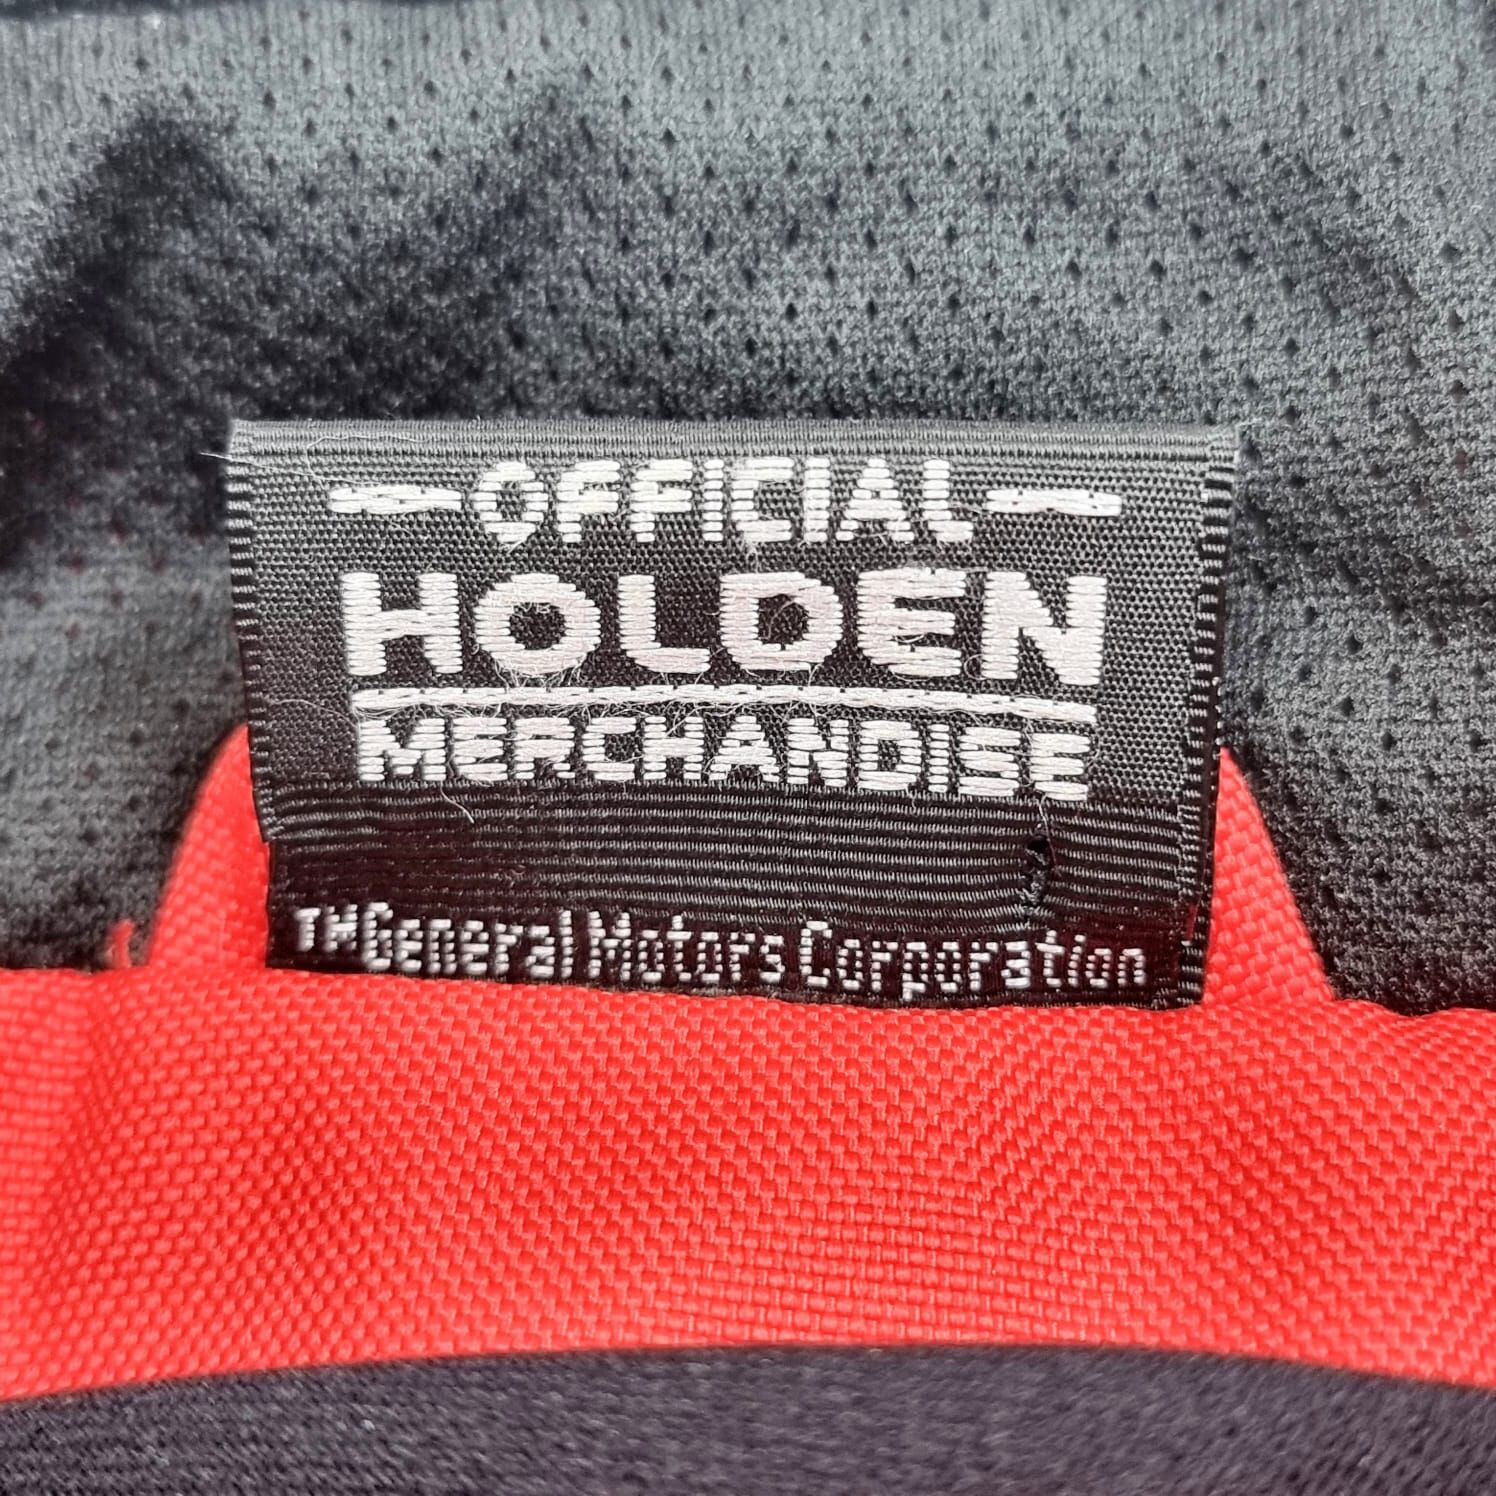 OFFICIAL
HOLDEN
MERCHANDISE
TM General Motors Corporation